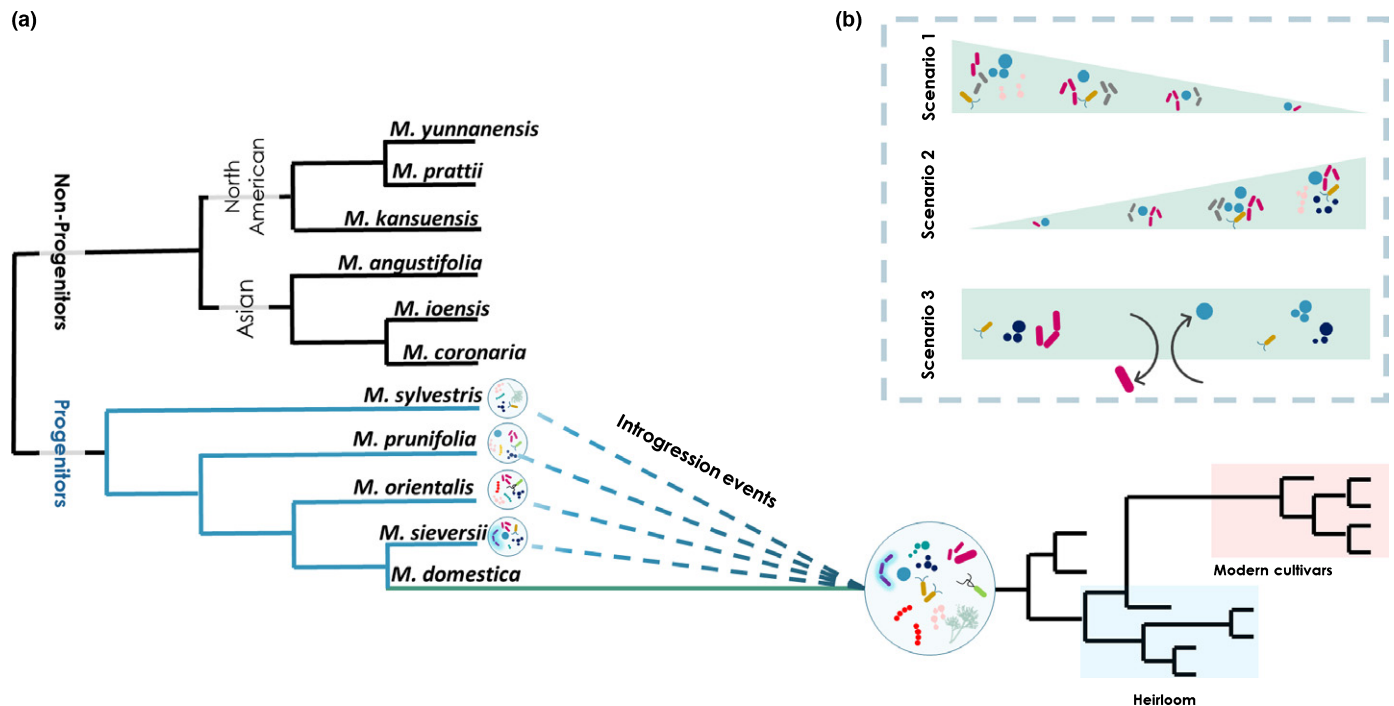 (a)
Non-Progenitors
North
American
M. yunnanensis
M. prattii
M. kansuensis
Asian
M. angustifolia
M. ioensis
M. coronaria
Progenitors
M. sylvestris
M. prunifolia
M. orientalis
M. sieversii
M. domestica
Introgression events
Modern cultivars
Heirloom
(b)
Scenario 1
Scenario 2
Scenario 3